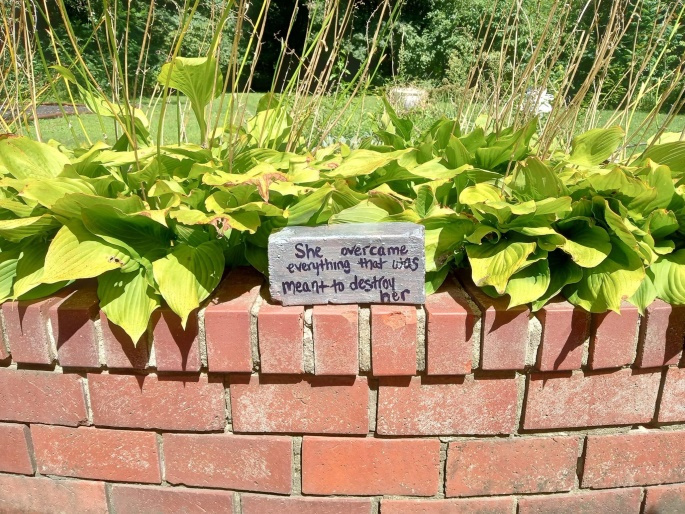 She overcame
everything that was
meant to destroy
her